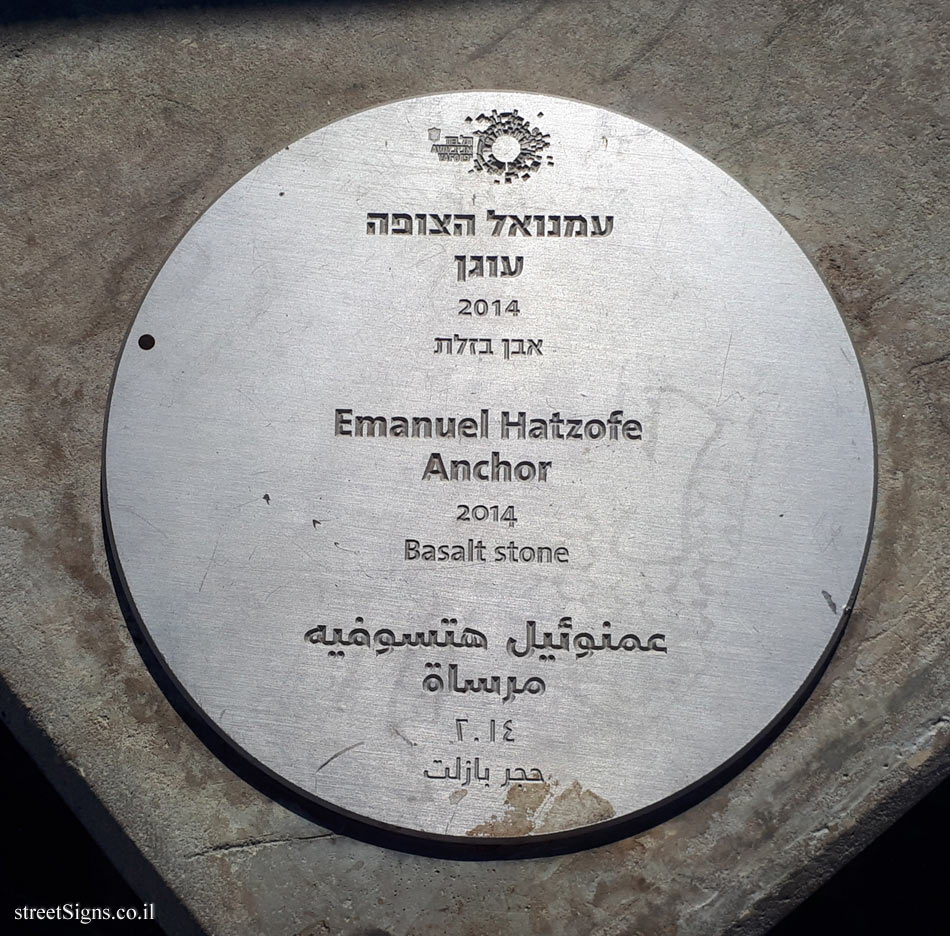 עמנואל הצופה
עוגן
2014
אבן בזלת
Emanuel Hatzofe
Anchor
2014
Basalt stone
عمنوئيل هتسوفيه
مرساة
٢٠١٤
حجر بازلت
streetSigns.co.il